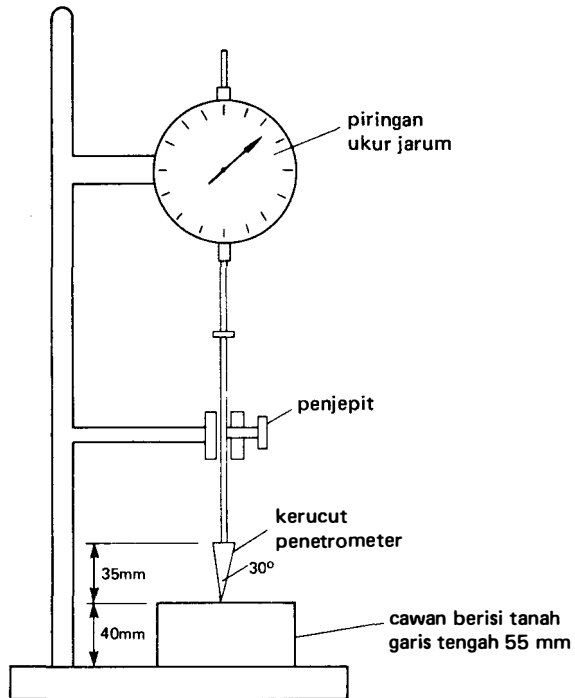 piringan
ukur jarum
penjepit
kerucut
penetrometer
30°
35mm
40mm
cawan berisi tanah
garis tengah 55 mm